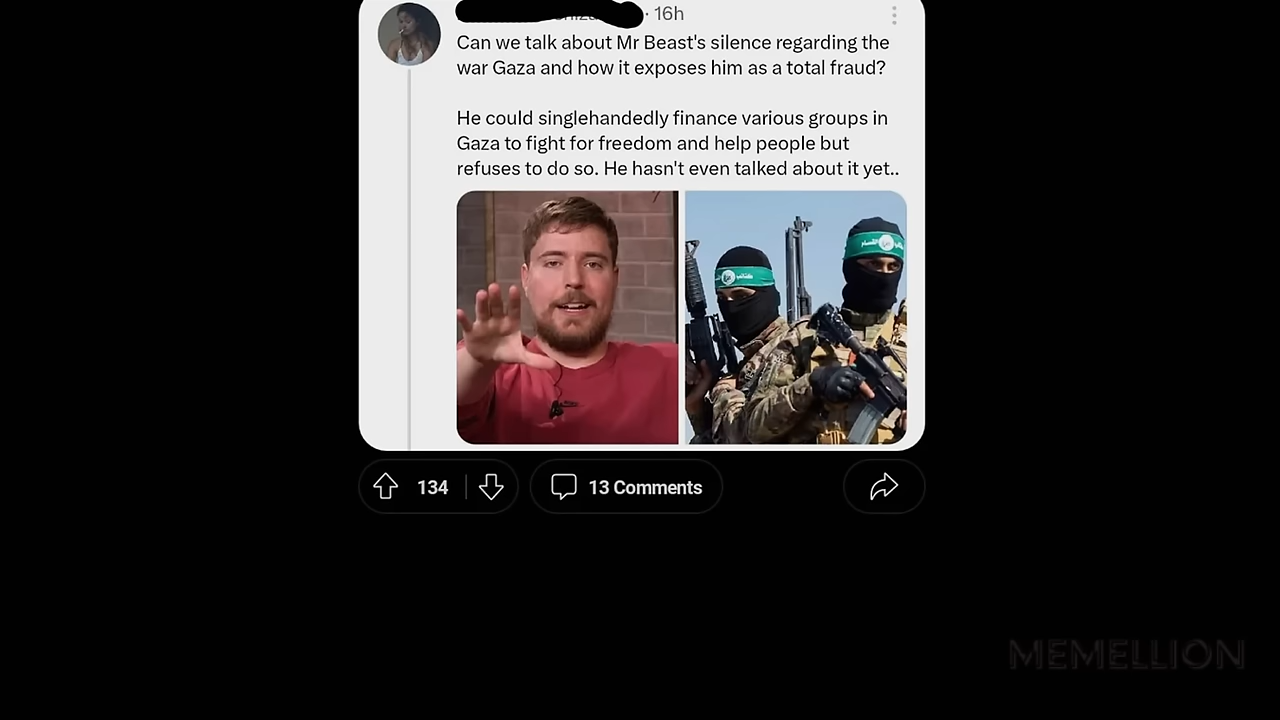 · 16h
Can we talk about Mr Beast's silence regarding the
war Gaza and how it exposes him as a total fraud?
He could singlehandedly finance various groups in
Gaza to fight for freedom and help people but
refuses to do so. He hasn't even talked about it yet..
134
13 Comments
MEMELLION